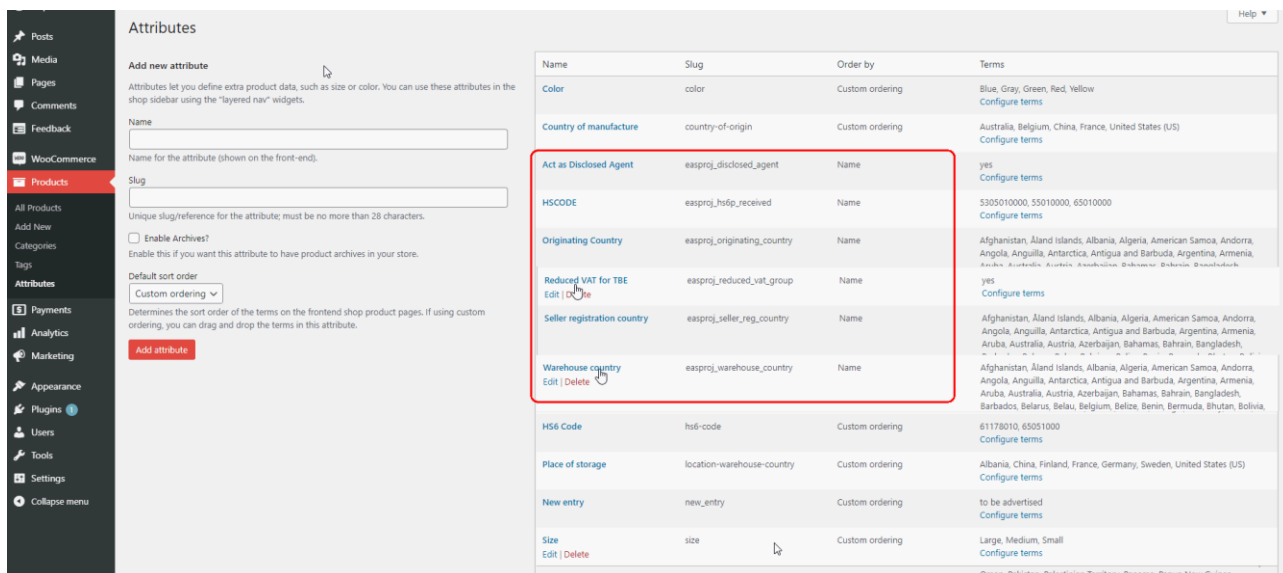 Help
Attributes
Posts
Media
Pages
Comments
Feedback
WooCommerce
Products
All Products
Add New
Categories
Tags
Attributes
Payments
Analytics
Marketing
Appearance
Plugins 1
Users
Tools
Settings
Collapse menu
Add new attribute
Attributes let you define extra product data, such as size or color. You can use these attributes in the
shop sidebar using the "layered nav" widgets.
Name
Name for the attribute (shown on the front-end).
Slug
Unique slug/reference for the attribute; must be no more than 28 characters.
Enable Archives?
Enable this if you want this attribute to have product archives in your store.
Default sort order
Custom ordering
Determines the sort order of the terms on the frontend shop product pages. If using custom
ordering, you can drag and drop the terms in this attribute.
Add attribute
Name Slug Order by Terms
Color color Custom ordering Blue, Gray, Green, Red, Yellow
Configure terms
Country of manufacture country-of-origin Custom ordering Australia, Belgium, China, France, United States (US)
Configure terms
Act as Disclosed Agent easproj_disclosed_agent Name yes
Configure terms
HSCODE easproj_hs6p_received Name 5305010000, 55010000, 65010000
Configure terms
Originating Country easproj_originating_country Name Afghanistan, Åland Islands, Albania, Algeria, American Samoa, Andorra,
Angola, Anguilla, Antarctica, Antigua and Barbuda, Argentina, Armenia,
Aruba, Australia, Austria, Azerbaijan, Bahamas, Bahrain, Bangladesh,
Reduced VAT for TBE easproj_reduced_vat_group Name yes
Edit | Delete Configure terms
Seller registration country easproj_seller_reg_country Name Afghanistan, Åland Islands, Albania, Algeria, American Samoa, Andorra,
Angola, Anguilla, Antarctica, Antigua and Barbuda, Argentina, Armenia,
Aruba, Australia, Austria, Azerbaijan, Bahamas, Bahrain, Bangladesh,
Warehouse country easproj_warehouse_country Name Afghanistan, Åland Islands, Albania, Algeria, American Samoa, Andorra,
Edit | Delete Angola, Anguilla, Antarctica, Antigua and Barbuda, Argentina, Armenia,
Aruba, Australia, Austria, Azerbaijan, Bahamas, Bahrain, Bangladesh,
Barbados, Belarus, Belau, Belgium, Belize, Benin, Bermuda, Bhutan, Bolivia,
HS6 Code hs6-code Custom ordering 61178010, 65051000
Configure terms
Place of storage location-warehouse-country Custom ordering Albania, China, Finland, France, Germany, Sweden, United States (US)
Configure terms
New entry new_entry Custom ordering to be advertised
Configure terms
Size size Custom ordering Large, Medium, Small
Edit | Delete Configure terms